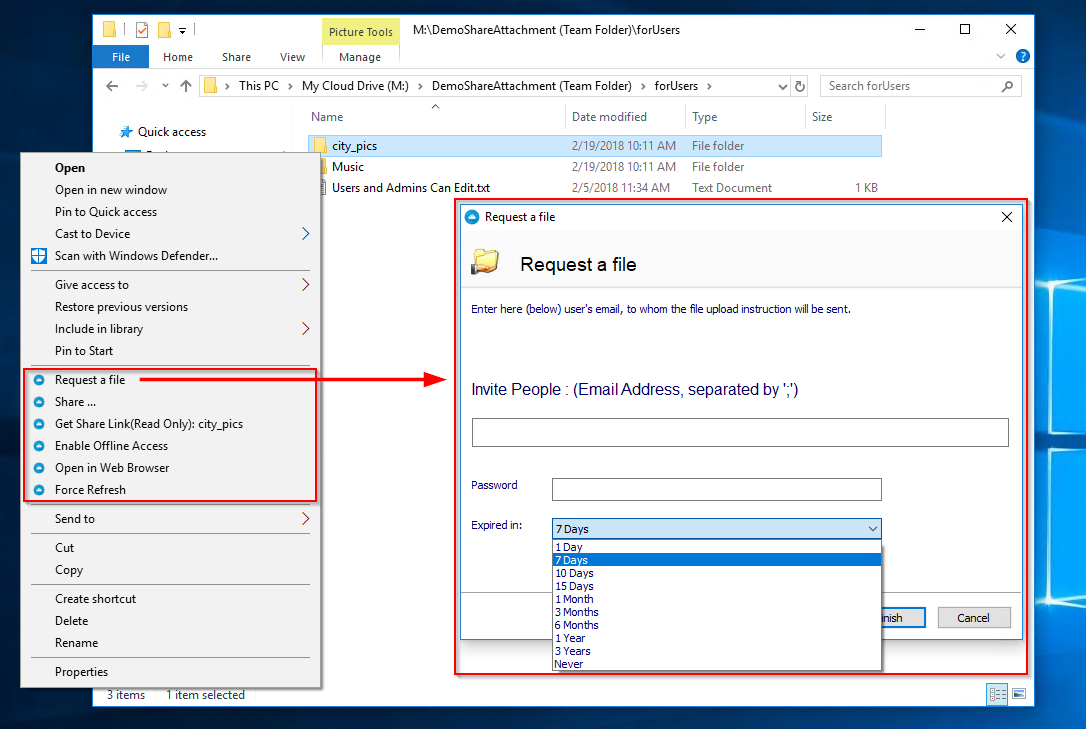 Picture Tools
M:\DemoShareAttachment (Team Folder)\forUsers
File
Home
Share
View
Manage
This PC
My Cloud Drive (M:)
DemoShareAttachment (Team Folder)
forUsers
Search forUsers
Name
Date modified
Type
Size
Quick access
city_pics
2/19/2018 10:11 AM
File folder
Music
2/19/2018 10:11 AM
File folder
Users and Admins Can Edit.txt
2/5/2018 11:34 AM
Text Document
1 KB
Open
Open in new window
Pin to Quick access
Cast to Device
Scan with Windows Defender...
Give access to
Restore previous versions
Include in library
Pin to Start
Request a file
Share ...
Get Share Link(Read Only): city_pics
Enable Offline Access
Open in Web Browser
Force Refresh
Send to
Cut
Copy
Create shortcut
Delete
Rename
Properties
Request a file
Request a file
Enter here (below) user's email, to whom the file upload instruction will be sent.
Invite People : (Email Address, separated by ';')
Password
Expired in:
7 Days
1 Day
7 Days
10 Days
15 Days
1 Month
3 Months
6 Months
1 Year
3 Years
Never
nish
Cancel
3 items
1 item selected